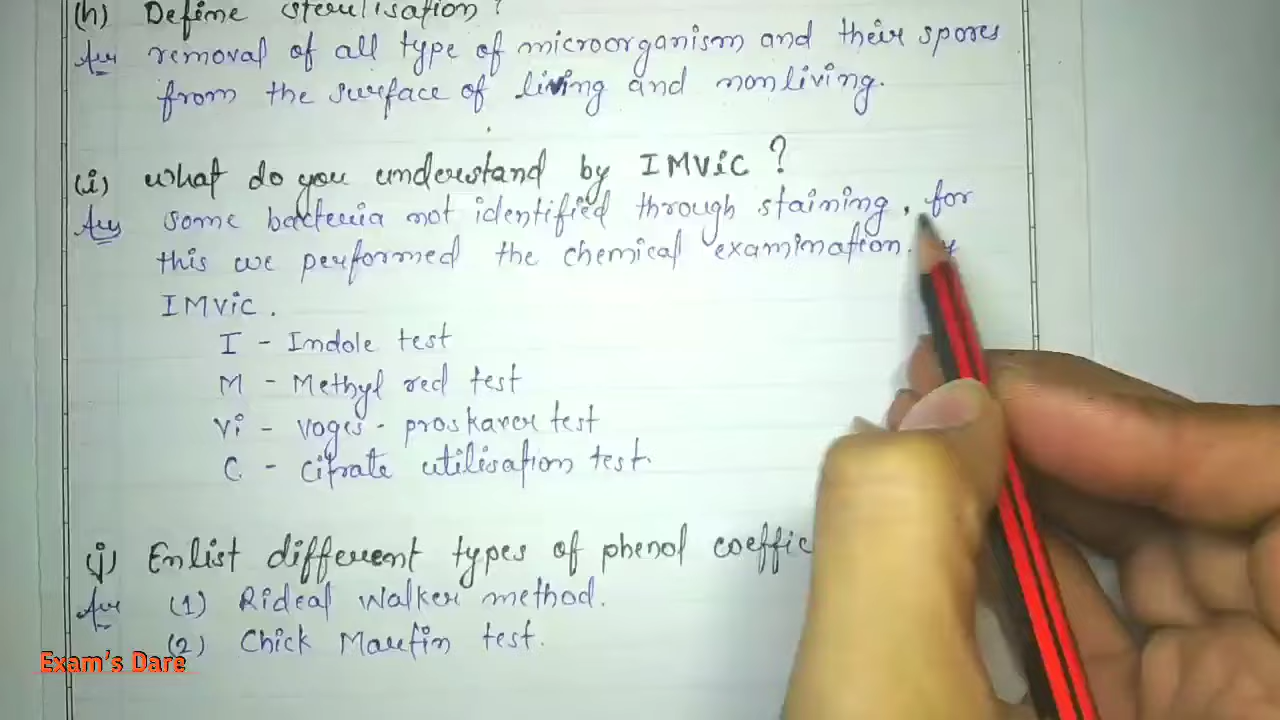 (h) Define sterilisation?
Ans removal of all type of microorganism and their spores
from the surface of living and nonliving.
(i) What do you understand by IMViC ?
Ans some bacteria not identified through staining, for
this we performed the chemical examination.
IMViC.
I - Indole test
M - Methyl red test
Vi - voges - proskaver test
C - Citrate utilisation test.
(j) Enlist different types of phenol coeffic
Ans (1) Rideal Walker method.
(2) Chick Martin test.
Exam's Dare